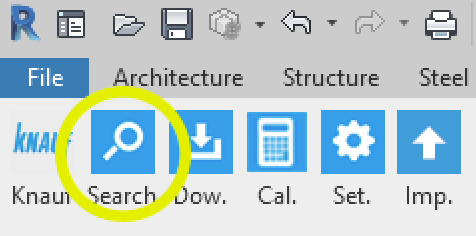 File Architecture Structure Steel
KNAUF
Knauf Search Dow. Cal. Set. Imp.